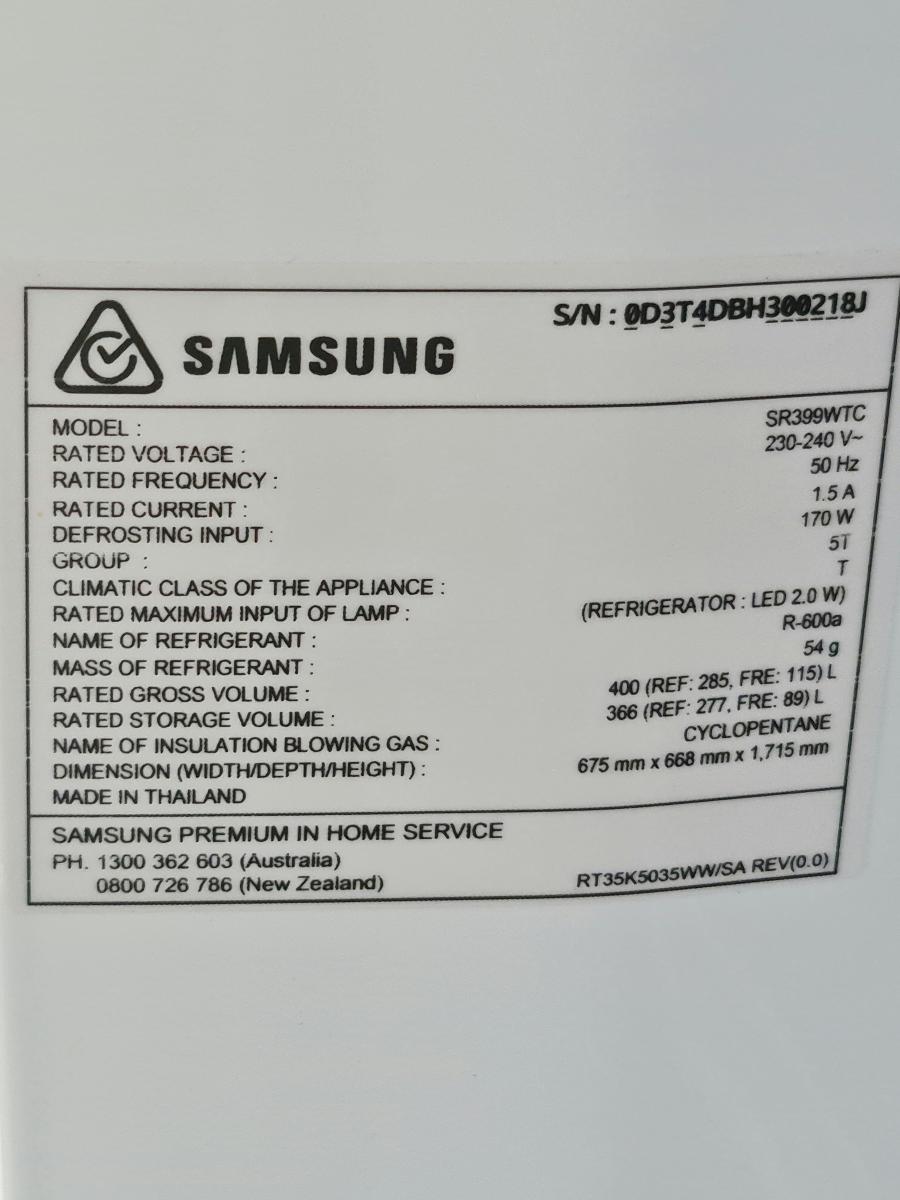 SAMSUNG
S/N : 0D3T4DBH300218J
MODEL : SR399WTC
RATED VOLTAGE : 230-240 V~
RATED FREQUENCY : 50 Hz
RATED CURRENT : 1.5 A
DEFROSTING INPUT : 170 W
GROUP : 5T
CLIMATIC CLASS OF THE APPLIANCE : T
RATED MAXIMUM INPUT OF LAMP : (REFRIGERATOR : LED 2.0 W)
NAME OF REFRIGERANT : R-600a
MASS OF REFRIGERANT : 54 g
RATED GROSS VOLUME : 400 (REF: 285, FRE: 115) L
RATED STORAGE VOLUME : 366 (REF: 277, FRE: 89) L
NAME OF INSULATION BLOWING GAS : CYCLOPENTANE
DIMENSION (WIDTH/DEPTH/HEIGHT) : 675 mm x 668 mm x 1,715 mm
MADE IN THAILAND
SAMSUNG PREMIUM IN HOME SERVICE
PH. 1300 362 603 (Australia)
0800 726 786 (New Zealand)
RT35K5035WW/SA REV(0.0)